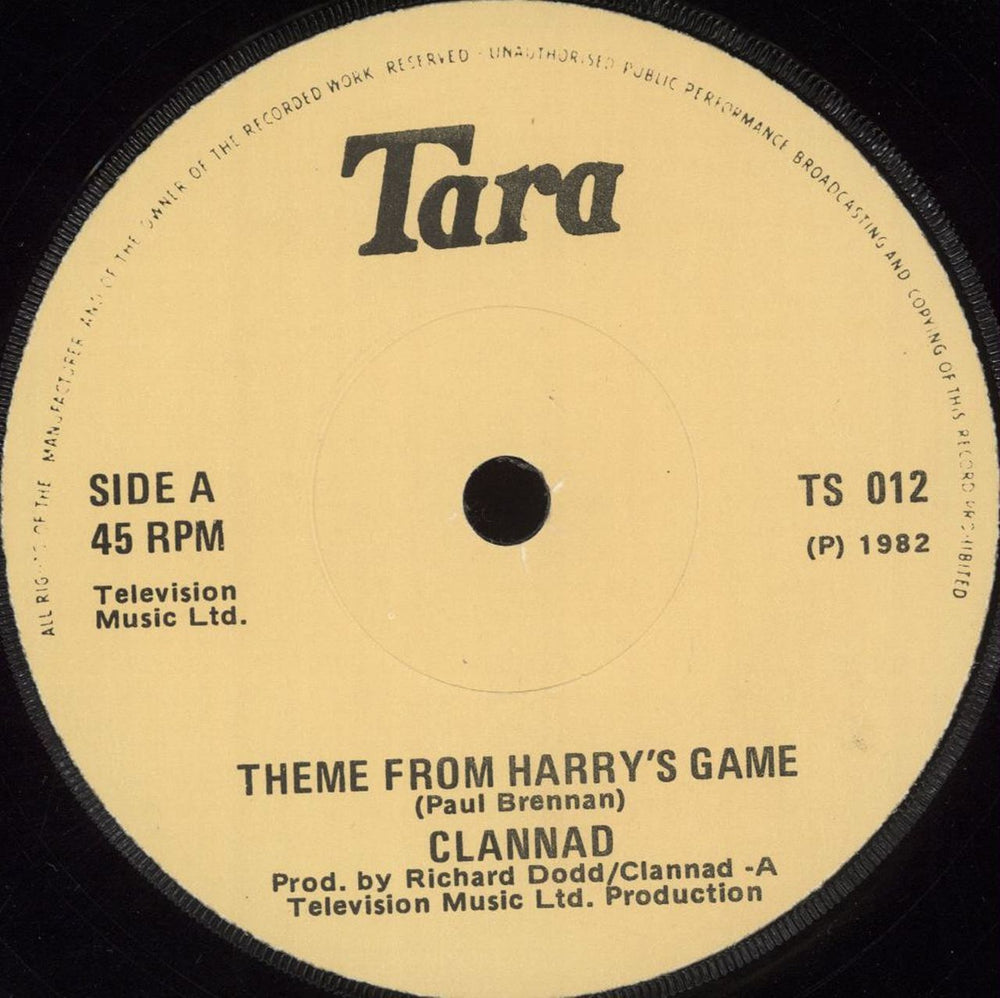 ALL RIGHTS OF THE MANUFACTURER AND OF THE OWNER OF THE RECORDED WORK RESERVED · UNAUTHORISED PUBLIC PERFORMANCE BROADCASTING AND COPYING OF THIS RECORD PROHIBITED
Tara
SIDE A
45 RPM
Television
Music Ltd.
TS 012
(P) 1982
THEME FROM HARRY'S GAME
(Paul Brennan)
CLANNAD
Prod. by Richard Dodd/Clannad -A
Television Music Ltd. Production